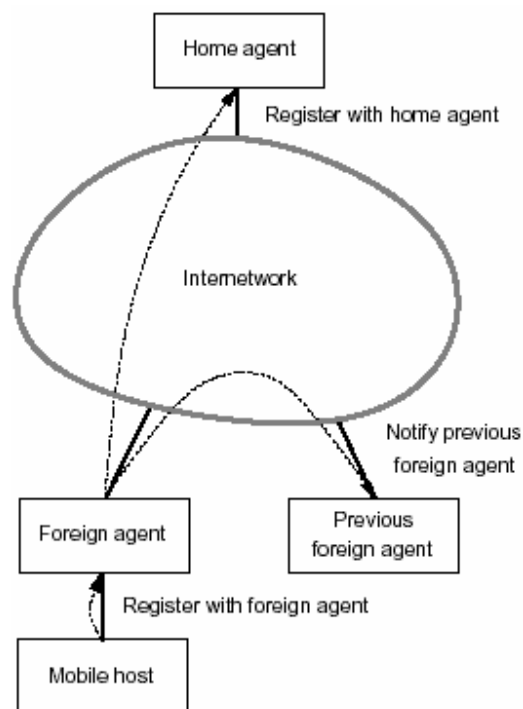 Home agent
Register with home agent
Internetwork
Notify previous
foreign agent
Foreign agent
Previous
foreign agent
Register with foreign agent
Mobile host